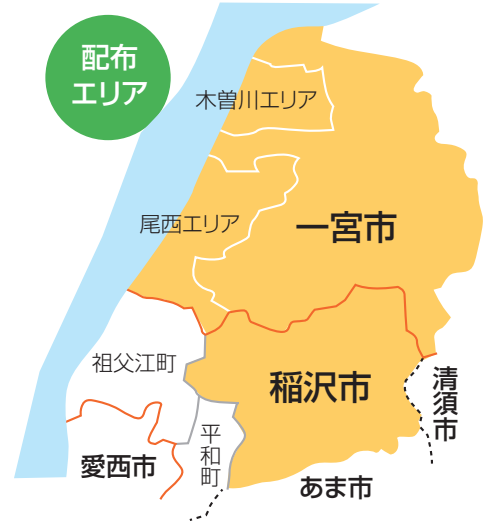 配布
エリア
木曽川エリア
尾西エリア
一宮市
祖父江町
稲沢市
清須市
平和町
愛西市
あま市